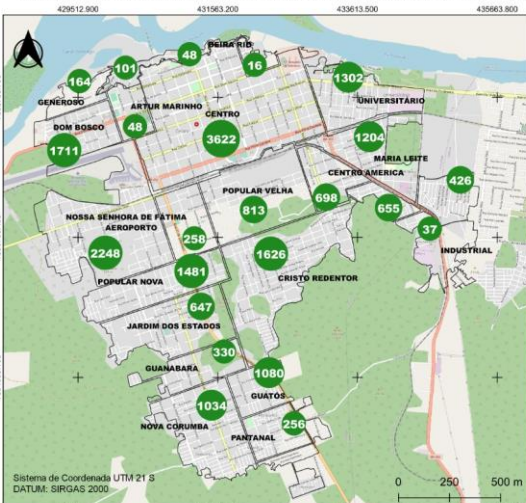 429512.900 431563.200 433613.500 435663.800
BEIRA RIO
48
101
16
164
1302
GENEROSO
ARTUR MARINHO
UNIVERSITÁRIO
CENTRO
DOM BOSCO
48
3622
1204
1711
MARIA LEITE
CENTRO AMERICA
426
POPULAR VELHA
698
813
655
NOSSA SENHORA DE FÁTIMA
AEROPORTO
258
37
2248
1626
INDUSTRIAL
1481
CRISTO REDENTOR
POPULAR NOVA
647
JARDIM DOS ESTADOS
330
GUANABARA
1080
GUATÓS
1034
256
NOVA CORUMBA
PANTANAL
Sistema de Coordenada UTM 21 S
DATUM: SIRGAS 2000
0 250 500 m